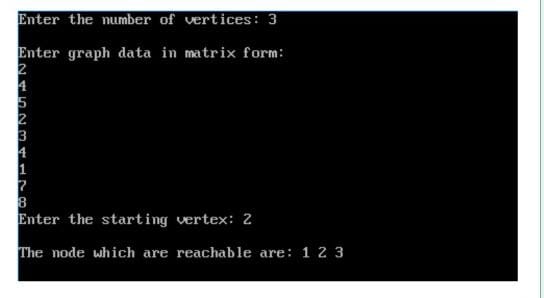 Enter the number of vertices: 3
Enter graph data in matrix form:
2
4
5
2
3
4
1
7
8
Enter the starting vertex: 2
The node which are reachable are: 1 2 3